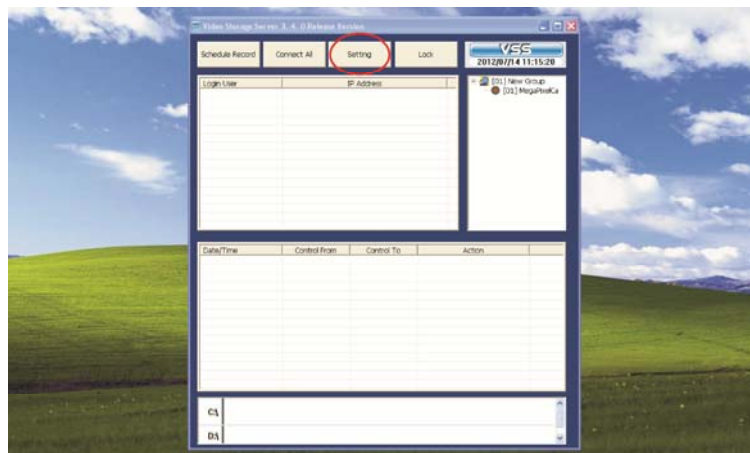 Video Storage Server 3. 4. 0 Release Version
Schedule Record Connect All Setting Lock
VSS
2012/07/14 11:15:20
Login User IP Address
[01] New Group
[01] MegaPixelCa
Date/Time Control From Control To Action
C:\
D:\